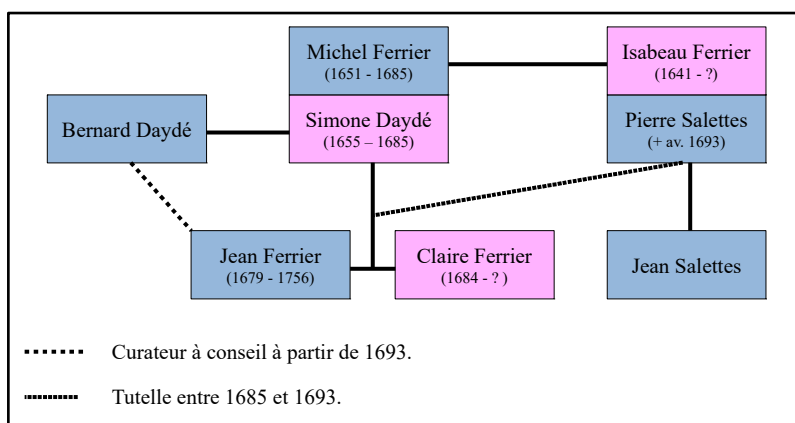 Michel Ferrier
(1651 - 1685)
Isabeau Ferrier
(1641 - ?)
Bernard Daydé
Simone Daydé
(1655 – 1685)
Pierre Salettes
(+ av. 1693)
Jean Ferrier
(1679 - 1756)
Claire Ferrier
(1684 - ? )
Jean Salettes
Curateur à conseil à partir de 1693.
Tutelle entre 1685 et 1693.